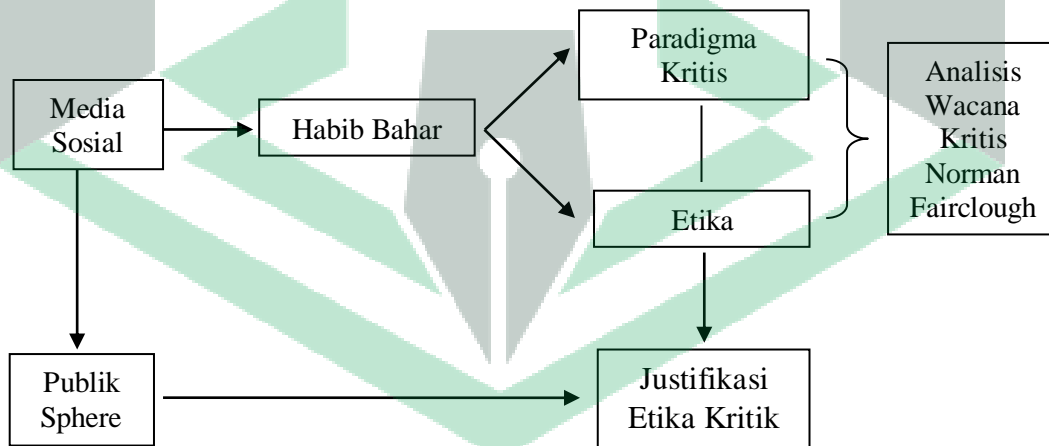 Media
Sosial
Habib Bahar
Paradigma
Kritis
Etika
Analisis
Wacana
Kritis
Norman
Fairclough
Publik
Sphere
Justifikasi
Etika Kritik